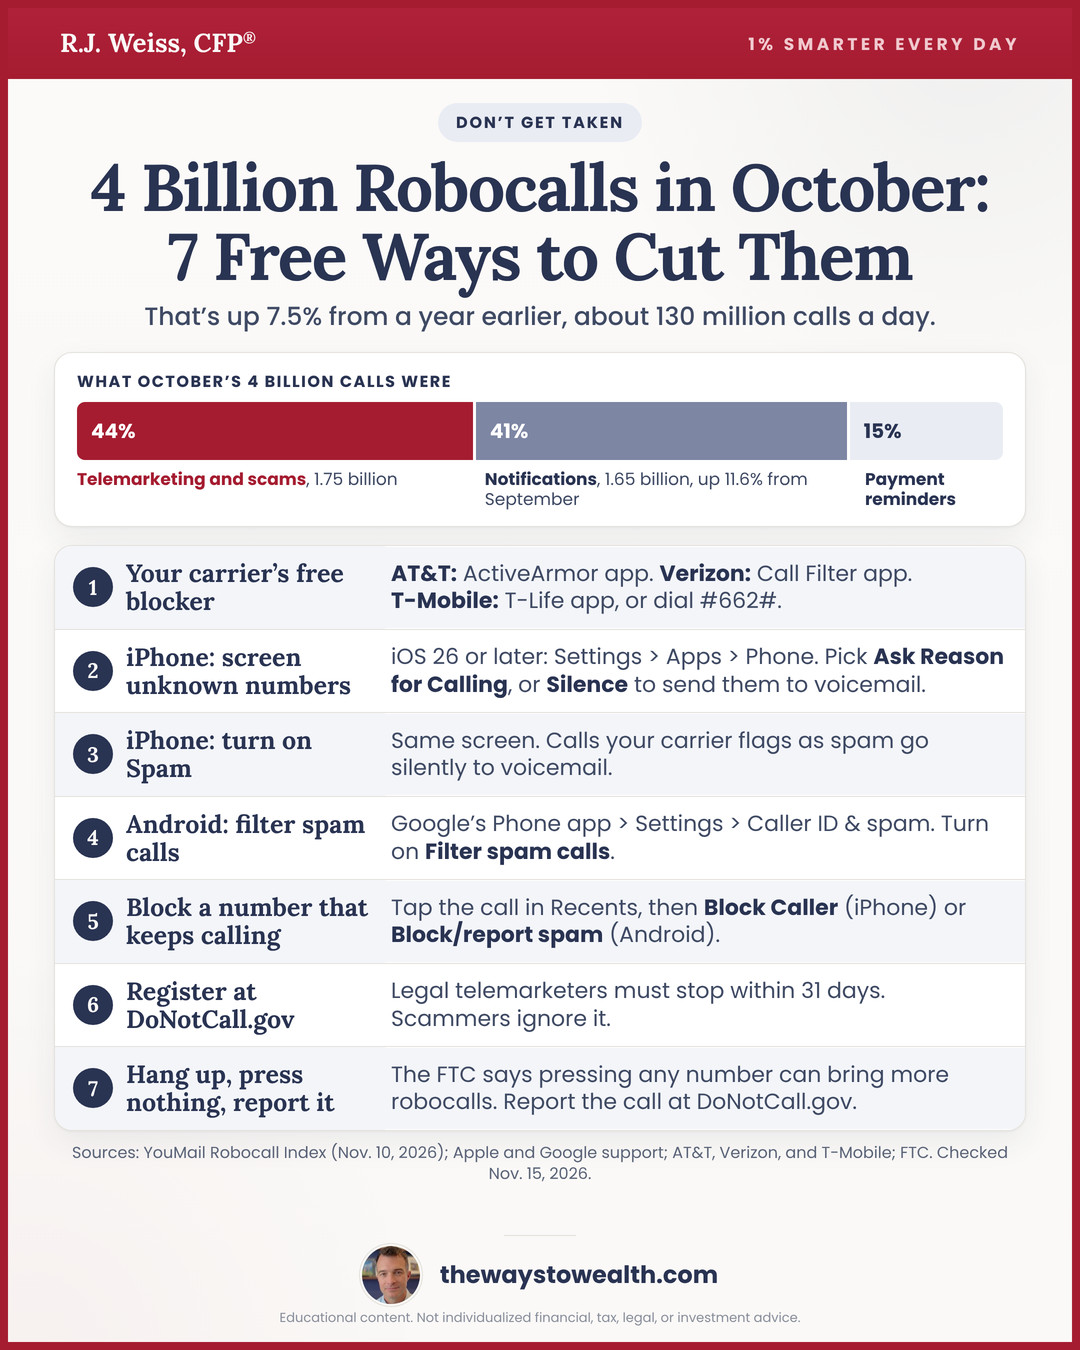 R.J. Weiss, CFP®
1% SMARTER EVERY DAY
DON'T GET TAKEN
4 Billion Robocalls in October:
7 Free Ways to Cut Them
That's up 7.5% from a year earlier, about 130 million calls a day.
WHAT OCTOBER'S 4 BILLION CALLS WERE
44%
41%
15%
Telemarketing and scams, 1.75 billion
Notifications, 1.65 billion, up 11.6% from
September
Payment
reminders
1
Your carrier's free
blocker
AT&T: ActiveArmor app. Verizon: Call Filter app.
T-Mobile: T-Life app, or dial #662#.
2
iPhone: screen
unknown numbers
iOS 26 or later: Settings > Apps > Phone. Pick Ask Reason
for Calling, or Silence to send them to voicemail.
3
iPhone: turn on
Spam
Same screen. Calls your carrier flags as spam go
silently to voicemail.
4
Android: filter spam
calls
Google's Phone app > Settings > Caller ID & spam. Turn
on Filter spam calls.
5
Block a number that
keeps calling
Tap the call in Recents, then Block Caller (iPhone) or
Block/report spam (Android).
6
Register at
DoNotCall.gov
Legal telemarketers must stop within 31 days.
Scammers ignore it.
7
Hang up, press
nothing, report it
The FTC says pressing any number can bring more
robocalls. Report the call at DoNotCall.gov.
Sources: YouMail Robocall Index (Nov. 10, 2026); Apple and Google support; AT&T, Verizon, and T-Mobile; FTC. Checked
Nov. 15, 2026.
thewaystowealth.com
Educational content. Not individualized financial, tax, legal, or investment advice.